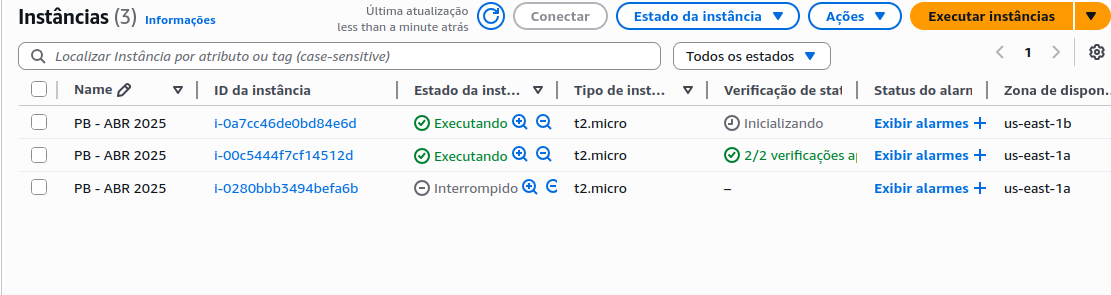 Instâncias (3) Informações
Última atualização
less than a minute atrás
Conectar
Estado da instância
Ações
Executar instâncias
Localizar Instância por atributo ou tag (case-sensitive)
Todos os estados
1
Name ID da instância Estado da inst... Tipo de inst... Verificação de stat Status do alarn Zona de dispon...
PB - ABR 2025 i-0a7cc46de0bd84e6d Executando t2.micro Inicializando Exibir alarmes + us-east-1b
PB - ABR 2025 i-00c5444f7cf14512d Executando t2.micro 2/2 verificações ap Exibir alarmes + us-east-1a
PB - ABR 2025 i-0280bbb3494befa6b Interrompido t2.micro – Exibir alarmes + us-east-1a